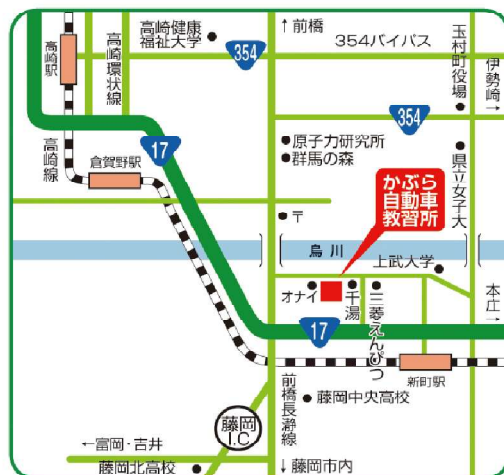 高崎健康
福祉大学
↑前橋
354バイパス
354
高崎駅
高崎環状線
玉村町役場
伊勢崎→
354
原子力研究所
群馬の森
県立女子大
高崎線
倉賀野駅
17
かぶら
自動車
教習所
〒
烏川
上武大学
オナイ
千湯
三菱えんぴつ
本庄→
17
新町駅
前橋長瀞線
藤岡中央高校
藤岡
I.C.
←富岡・吉井
藤岡北高校
↓藤岡市内